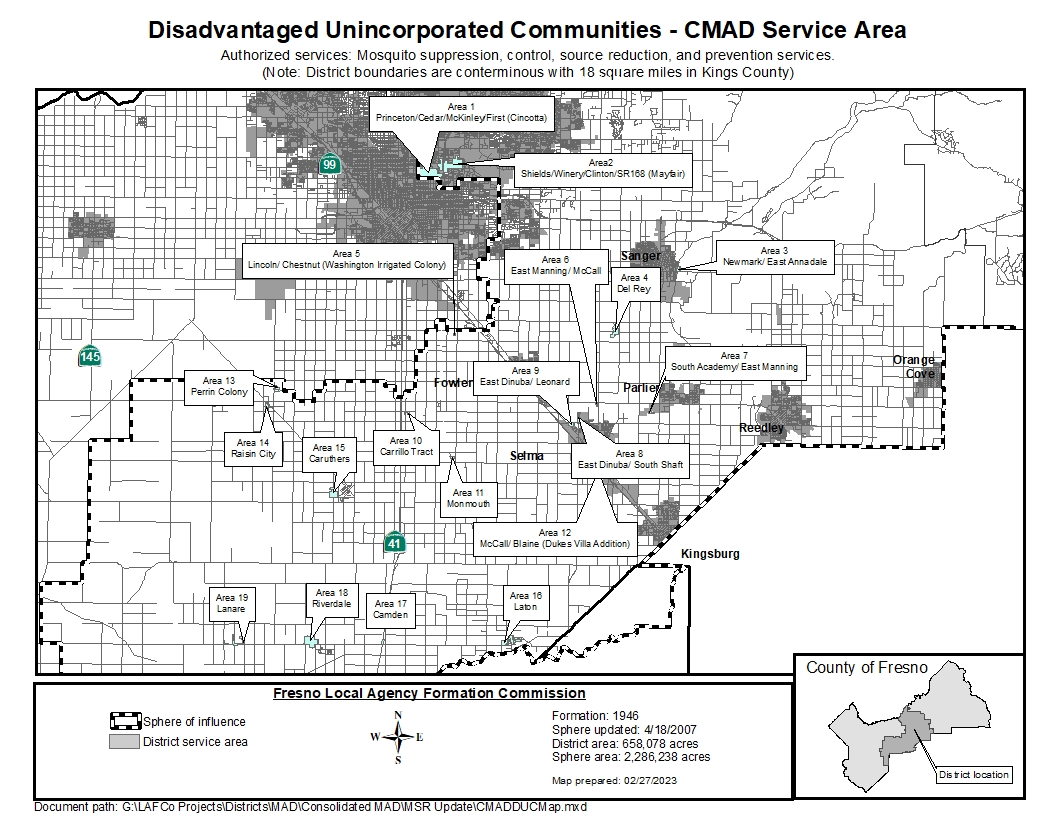 Disadvantaged Unincorporated Communities - CMAD Service Area
Authorized services: Mosquito suppression, control, source reduction, and prevention services.
(Note: District boundaries are conterminous with 18 square miles in Kings County)
Area 1
Princeton/Cedar/McKinley/First (Cincotta)
99
Area2
Shields/Winery/Clinton/SR168 (Mayfair)
Area 5
Lincoln/ Chestnut (Washington Irrigated Colony)
Area 6
East Manning/ McCall
Sanger
Area 4
Del Rey
Area 3
Newmark/ East Annadale
145
Area 13
Perrin Colony
Fowler
Area 9
East Dinuba/ Leonard
Parlier
Area 7
South Academy/ East Manning
Orange
Cove
Reedley
Area 14
Raisin City
Area 15
Caruthers
Area 10
Carrillo Tract
Selma
Area 8
East Dinuba/ South Shaft
Area 11
Monmouth
41
Area 12
McCall/ Blaine (Dukes Villa Addition)
Kingsburg
Area 19
Lanare
Area 18
Riverdale
Area 17
Camden
Area 16
Laton
Fresno Local Agency Formation Commission
Sphere of influence
District service area
N
W
E
S
Formation: 1946
Sphere updated: 4/18/2007
District area: 658,078 acres
Sphere area: 2,286,238 acres
Map prepared: 02/27/2023
County of Fresno
District location
Document path: G:\LAFCo Projects\Districts\MAD\Consolidated MAD\MSR Update\CMADDUCMap.mxd